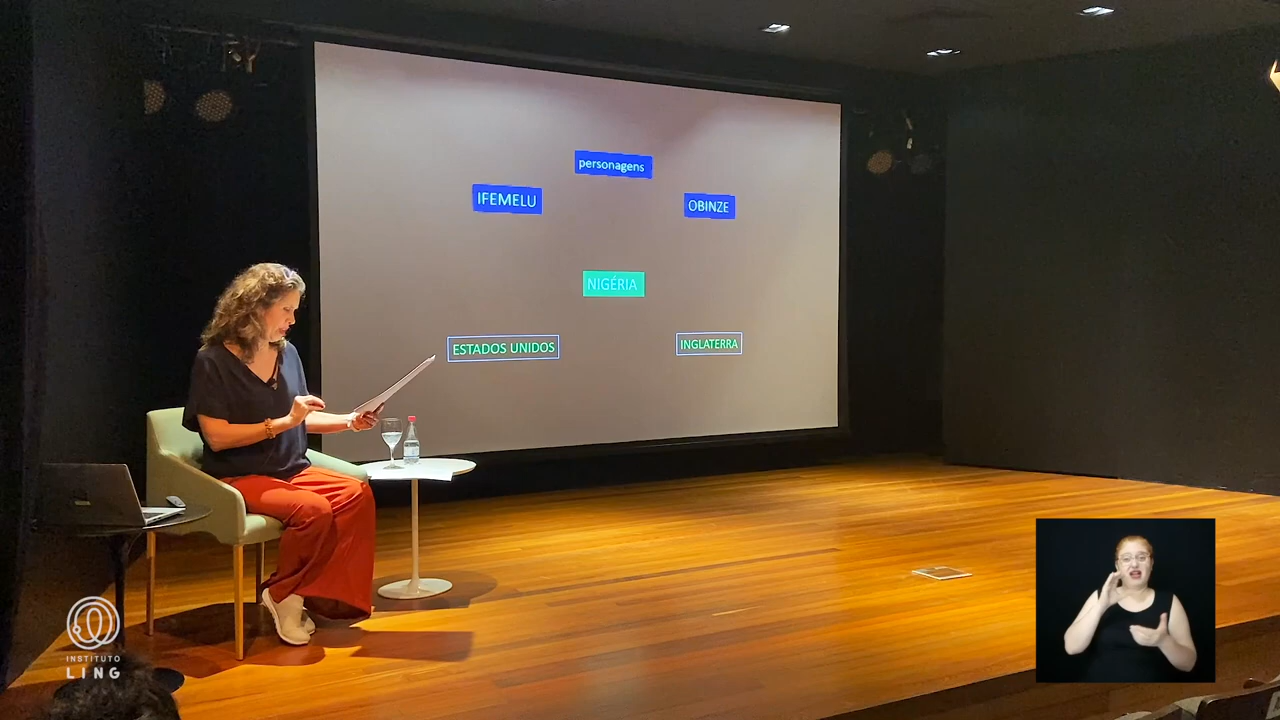 personagens
IFEMELU
OBINZE
NIGÉRIA
ESTADOS UNIDOS
INGLATERRA
INSTITUTO
LING